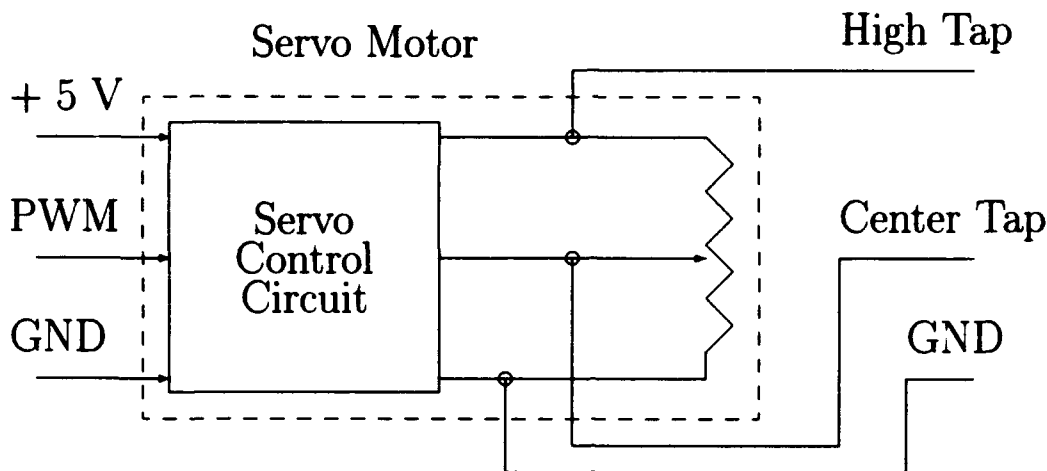 Servo Motor
High Tap
+ 5 V
PWM
Servo
Control
Circuit
Center Tap
GND
GND